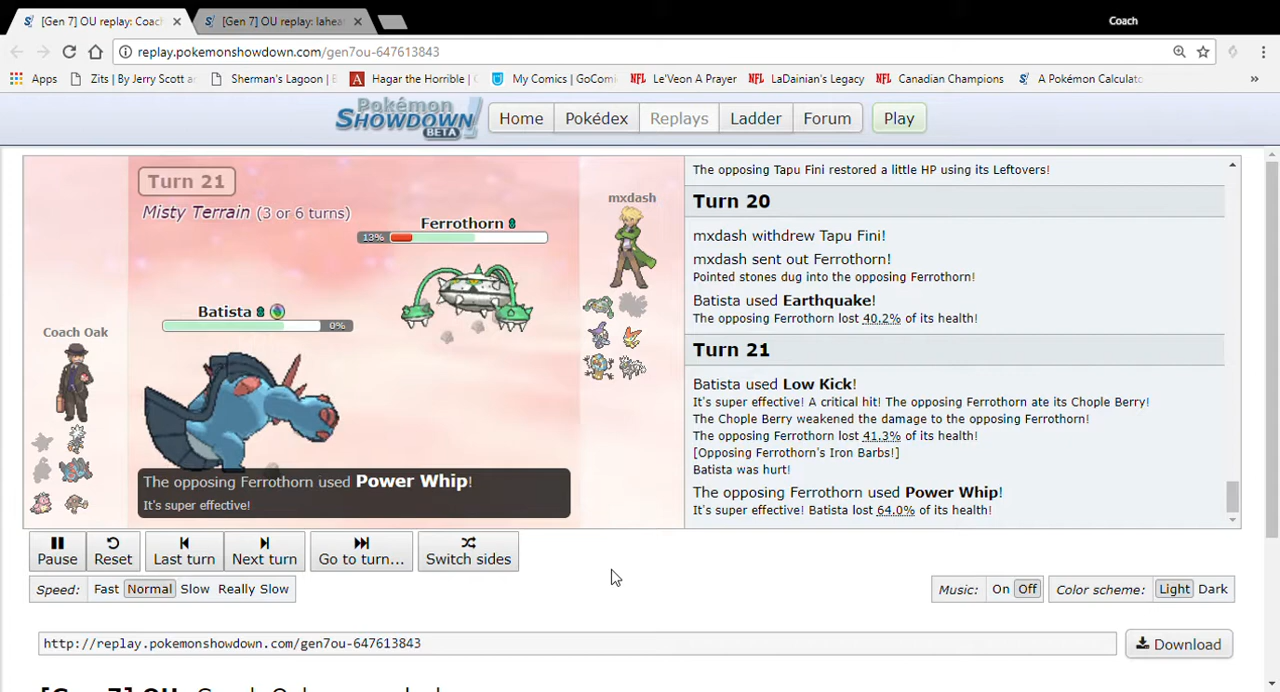 Coach
[Gen 7] OU replay: Coac
[Gen 7] OU replay: lahea
replay.pokemonshowdown.com/gen7ou-647613843
Apps
Zits | By Jerry Scott a
Sherman's Lagoon |
Hagar the Horrible |
My Comics | GoComi
NFL Le'Veon A Prayer
NFL LaDainian's Legacy
NFL Canadian Champions
A Pokémon Calculato
»
Pokémon
SHOWDOWN
BETA
Home
Pokédex
Replays
Ladder
Forum
Play
Turn 21
Misty Terrain (3 or 6 turns)
Ferrothorn
13%
Batista
0%
Coach Oak
mxdash
The opposing Ferrothorn used Power Whip!
It's super effective!
The opposing Tapu Fini restored a little HP using its Leftovers!
Turn 20
mxdash withdrew Tapu Fini!
mxdash sent out Ferrothorn!
Pointed stones dug into the opposing Ferrothorn!
Batista used Earthquake!
The opposing Ferrothorn lost 40.2% of its health!
Turn 21
Batista used Low Kick!
It's super effective! A critical hit! The opposing Ferrothorn ate its Chople Berry!
The Chople Berry weakened the damage to the opposing Ferrothorn!
The opposing Ferrothorn lost 41.3% of its health!
[Opposing Ferrothorn's Iron Barbs!]
Batista was hurt!
The opposing Ferrothorn used Power Whip!
It's super effective! Batista lost 64.0% of its health!
Pause
Reset
Last turn
Next turn
Go to turn...
Switch sides
Speed: Fast Normal Slow Really Slow
Music: On Off
Color scheme: Light Dark
http://replay.pokemonshowdown.com/gen7ou-647613843
Download